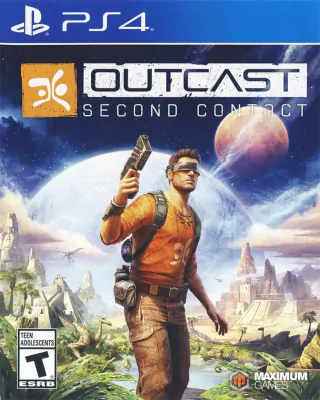 PS4
OUTCAST
SECOND CONTACT
TEEN
ADOLESCENTS
T
ESRB
MAXIMUM
GAMES